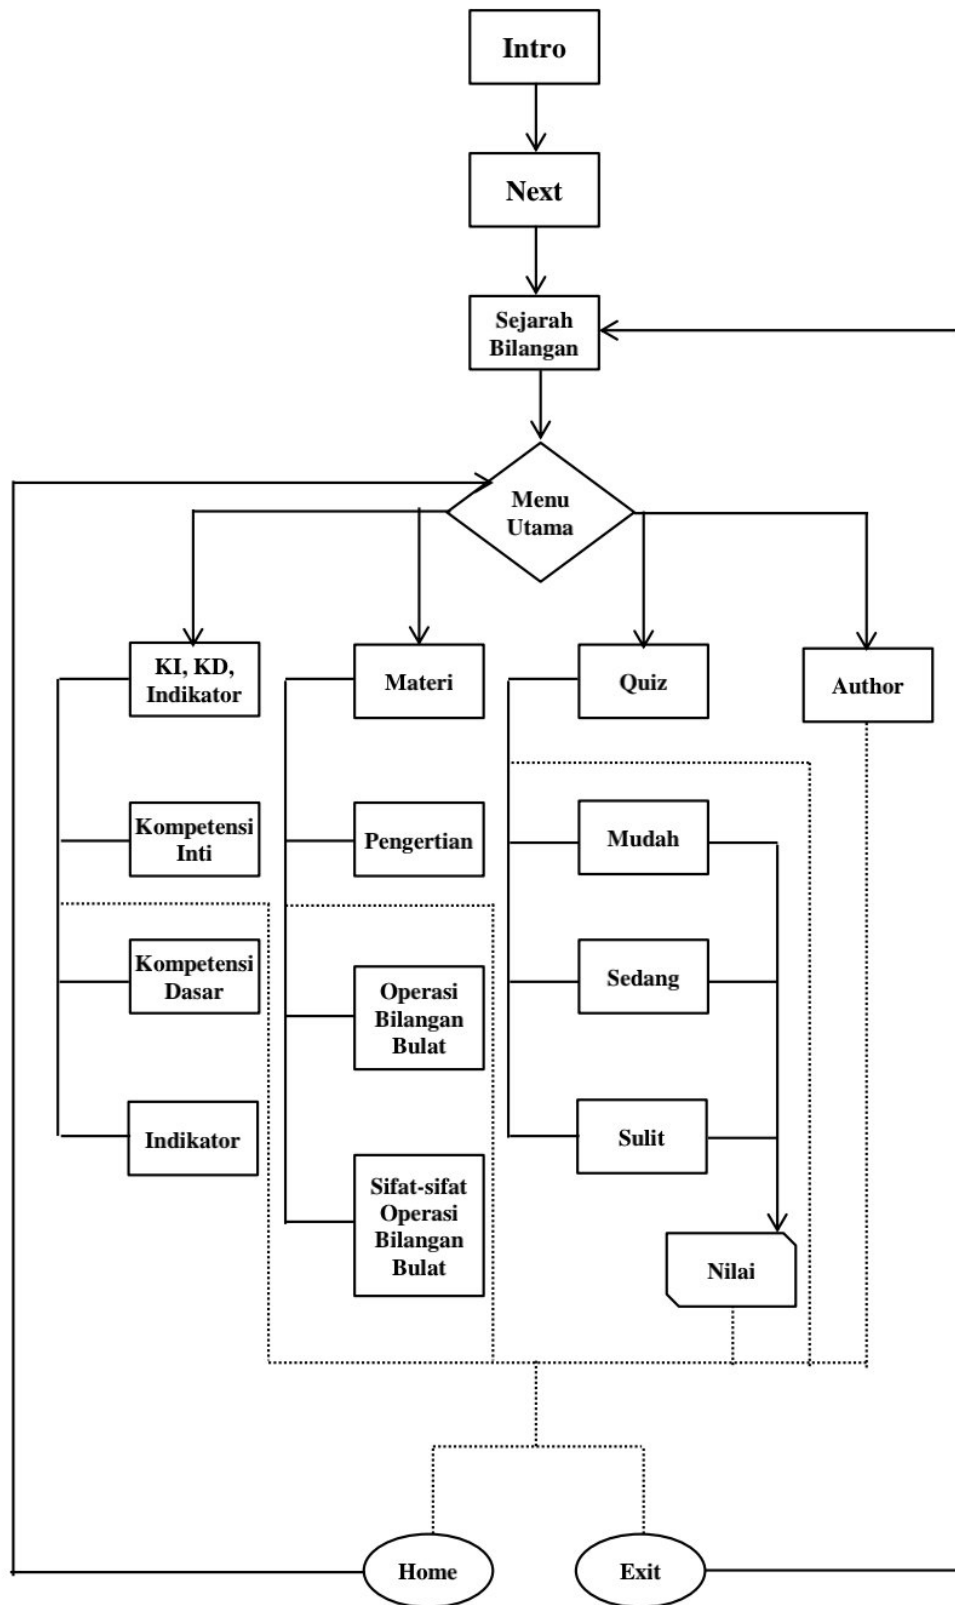 Intro
Next
Sejarah
Bilangan
Menu
Utama
KI, KD,
Indikator
Materi
Quiz
Author
Kompetensi
Inti
Pengertian
Mudah
Kompetensi
Dasar
Operasi
Bilangan
Bulat
Sedang
Indikator
Sifat-sifat
Operasi
Bilangan
Bulat
Sulit
Nilai
Home
Exit